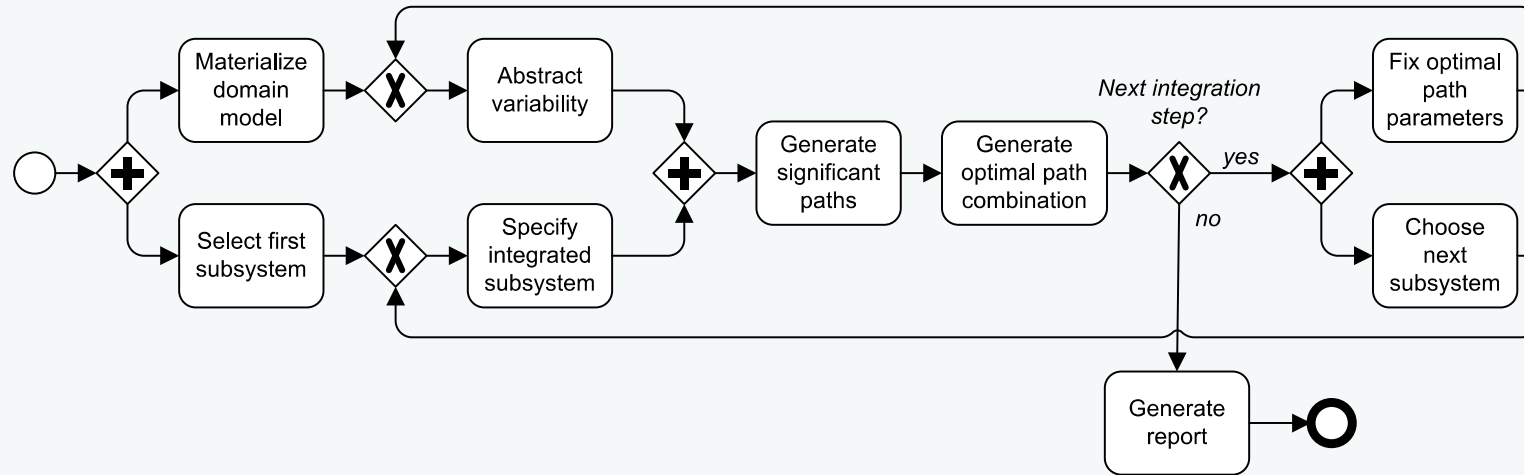 Materialize
domain
model
Select first
subsystem
Abstract
variability
Specify
integrated
subsystem
Generate
significant
paths
Generate
optimal path
combination
Next integration
step?
yes
no
Fix optimal
path
parameters
Choose
next
subsystem
Generate
report